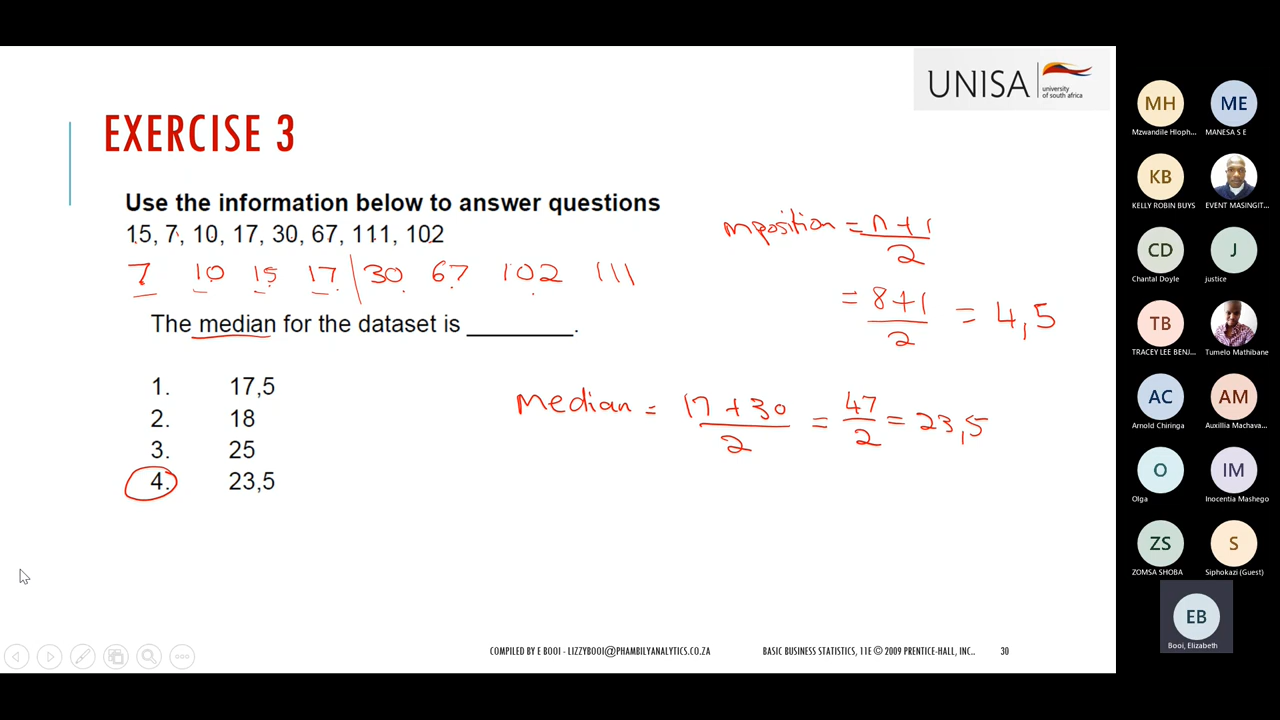 UNISA
university
of south africa
EXERCISE 3
Use the information below to answer questions
15, 7, 10, 17, 30, 67, 111, 102
7 10 15 17 | 30 67 102 111
The median for the dataset is ________.
1. 17,5
2. 18
3. 25
4. 23,5
mposition = n+1
2
= 8+1 = 4,5
2
median = 17+30 = 47 = 23,5
2 2
COMPILED BY E BOOI - LIZZYBOOI@PHAMBILYANALYTICS.CO.ZA BASIC BUSINESS STATISTICS, 11E © 2009 PRENTICE-HALL, INC.. 30
MH ME
Mzwandile Hloph... MANESA S E
KB
KELLY ROBIN BUYS EVENT MASINGIT...
CD J
Chantal Doyle justice
TB
TRACEY LEE BENJ... Tumelo Mathibane
AC AM
Arnold Chiringa Auxillia Machava...
O IM
Olga Inocentia Mashego
ZS S
ZOMSA SHOBA Siphokazi (Guest)
EB
Booi, Elizabeth